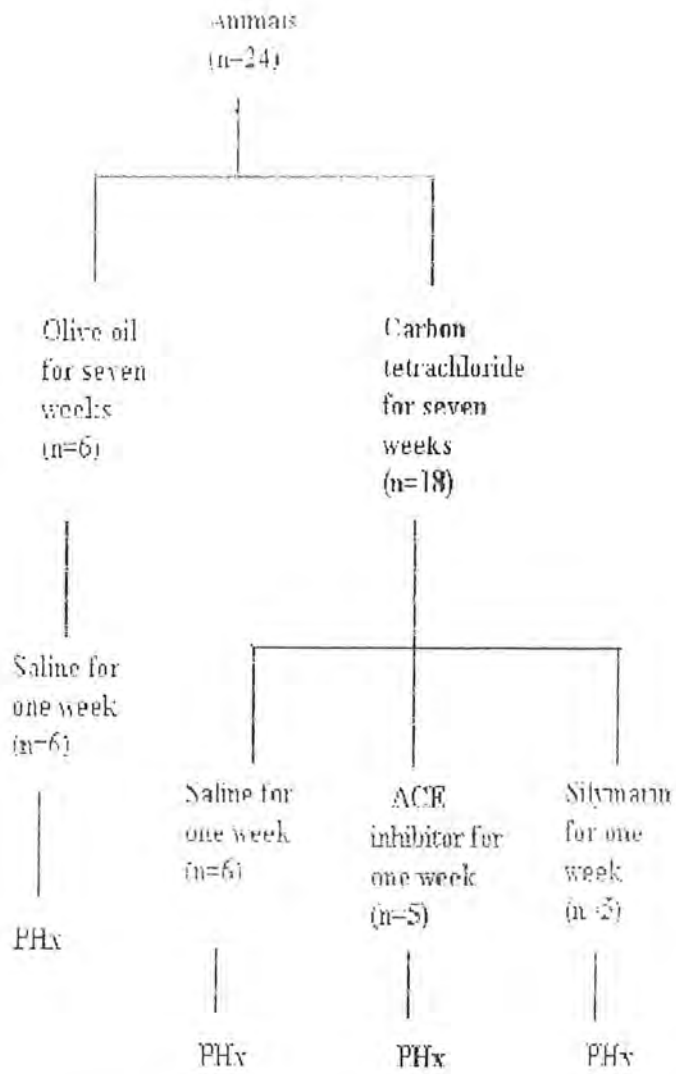 Animals
(n=24)
Olive oil
for seven
weeks
(n=6)
Carbon
tetrachloride
for seven
weeks
(n=18)
Saline for
one week
(n=6)
PHx
Saline for
one week
(n=6)
PHx
ACE
inhibitor for
one week
(n=5)
PHx
Silymarin
for one
week
(n=5)
PHx